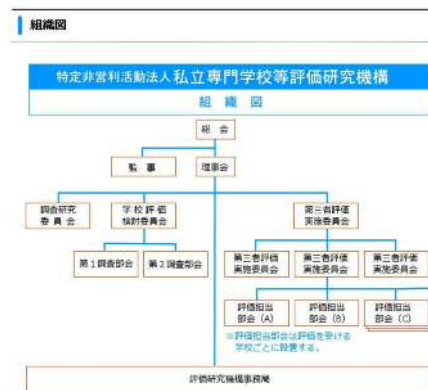 組織図
特定非営利活動法人 私立専門学校等評価研究機構
組織図
総会
監事
理事会
調査研究
委員会
学校評価
検討委員会
第三者評価
実施委員会
第1調査部会
第2調査部会
第三者評価
実施委員会
第三者評価
実施委員会
第三者評価
実施委員会
評価担当
部会(A)
評価担当
部会(B)
評価担当
部会(C)
※評価担当部会は評価を受ける
学校ごとに設置する。
評価研究機構事務局